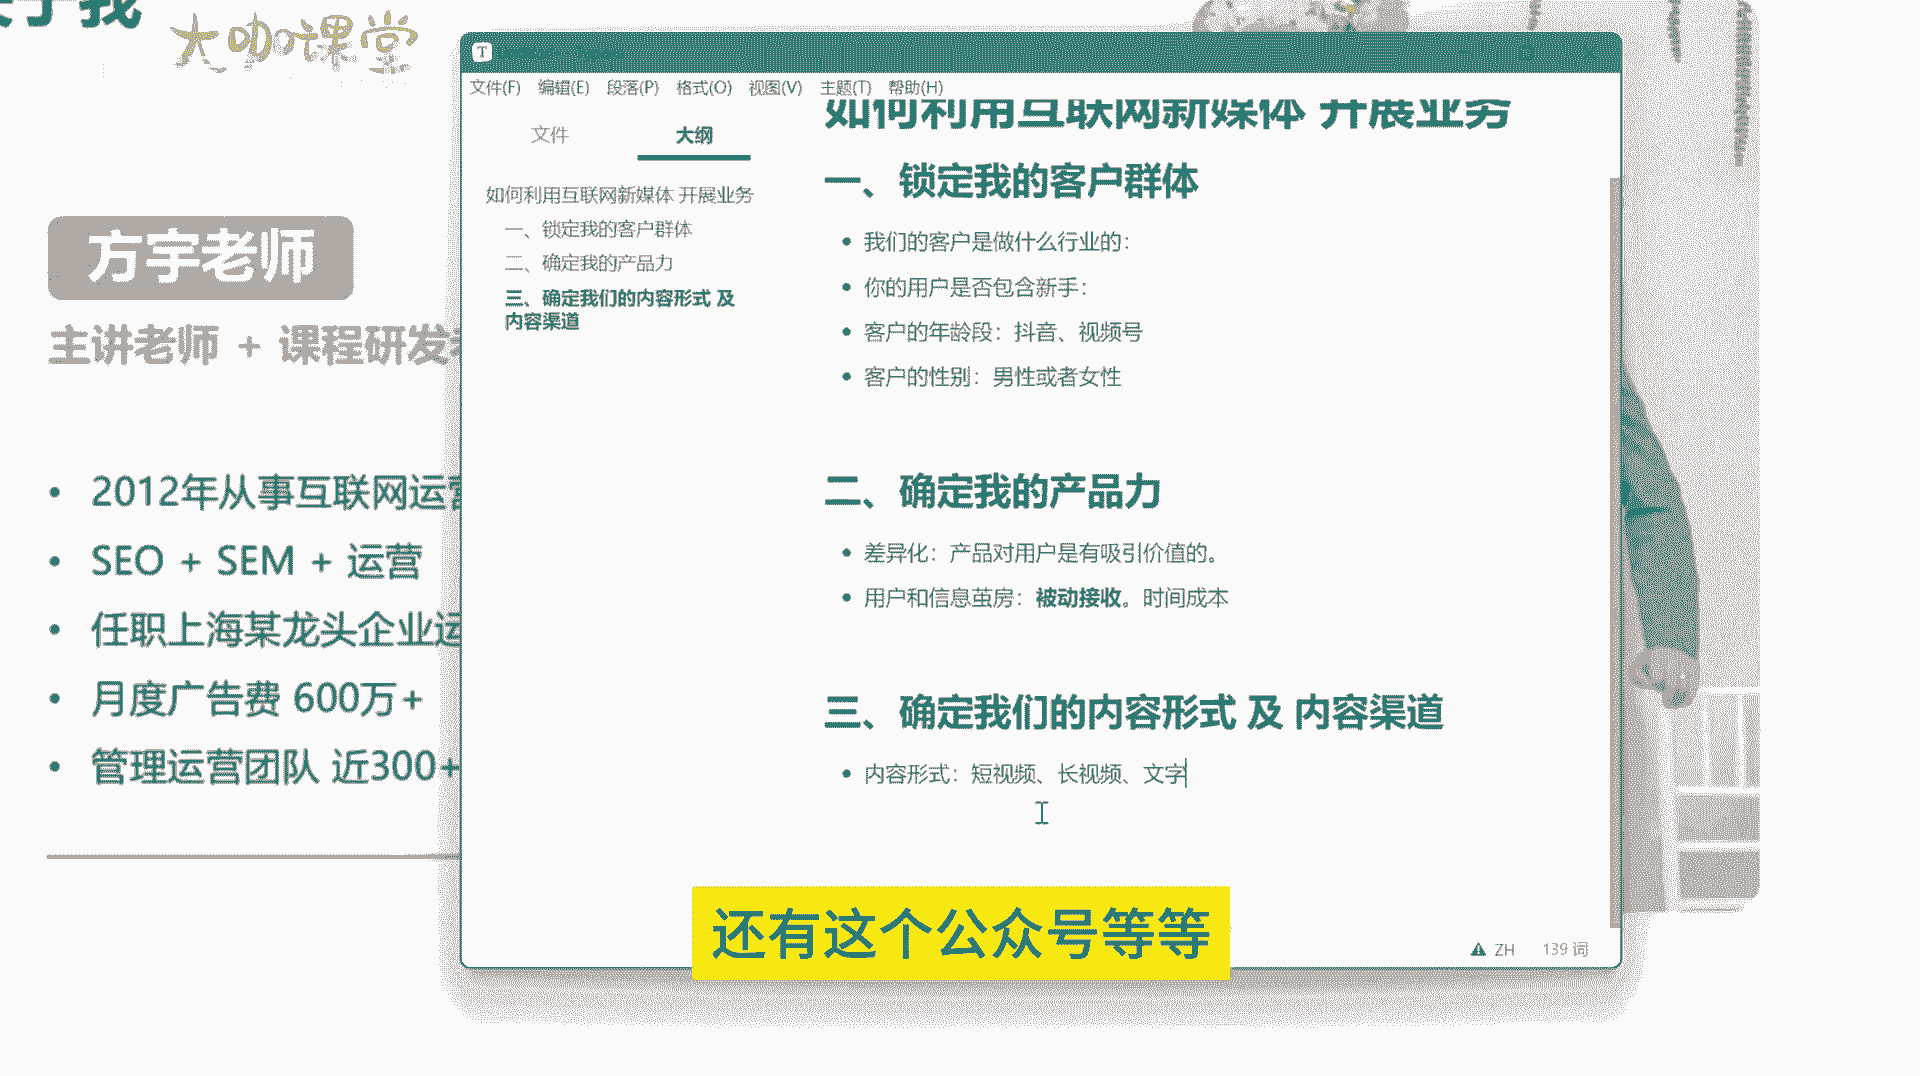 大咖课堂
方宇老师
主讲老师 + 课程研发
2012年从事互联网运营
SEO + SEM + 运营
任职上海某龙头企业运
月度广告费 600万+
管理运营团队 近300+
文件(F) 编辑(E) 段落(P) 格式(O) 视图(V) 主题(T) 帮助(H)
文件 大纲
如何利用互联网新媒体 开展业务
一、锁定我的客户群体
二、确定我的产品力
三、确定我们的内容形式 及
内容渠道
如何利用互联网新媒体 开展业务
一、锁定我的客户群体
我们的客户是做什么行业的：
你的用户是否包含新手：
客户的年龄段：抖音、视频号
客户的性别：男性或者女性
二、确定我的产品力
差异化：产品对用户是有吸引价值的。
用户和信息茧房：被动接收。时间成本
三、确定我们的内容形式 及 内容渠道
内容形式：短视频、长视频、文字
ZH 139 词
还有这个公众号等等